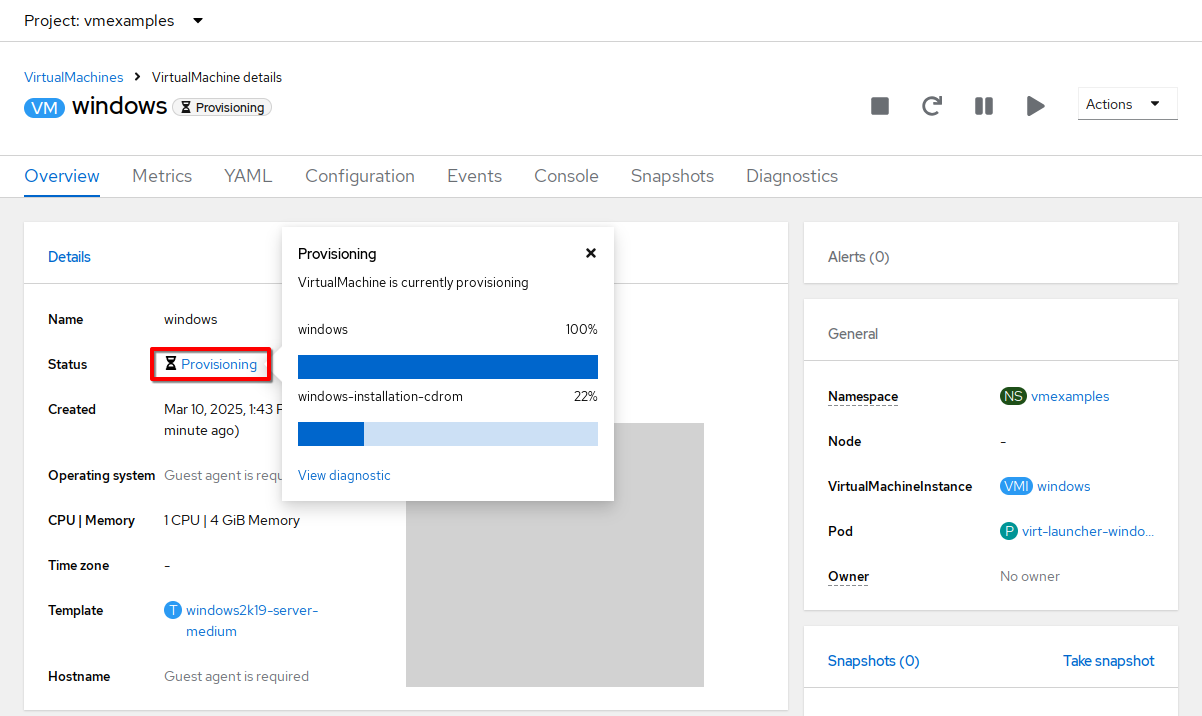 Project: vmexamples
VirtualMachines > VirtualMachine details
VM windows Provisioning
Actions
Overview Metrics YAML Configuration Events Console Snapshots Diagnostics
Details
Name windows
Status Provisioning
Created Mar 10, 2025, 1:43
minute ago)
Operating system Guest agent is
CPU | Memory 1 CPU | 4 GiB Memory
Time zone -
Template T windows2k19-server-
medium
Hostname Guest agent is required
Provisioning
VirtualMachine is currently provisioning
windows 100%
windows-installation-cdrom 22%
View diagnostic
Alerts (0)
General
Namespace NS vmexamples
Node -
VirtualMachineInstance VMI windows
Pod P virt-launcher-windo...
Owner No owner
Snapshots (0) Take snapshot